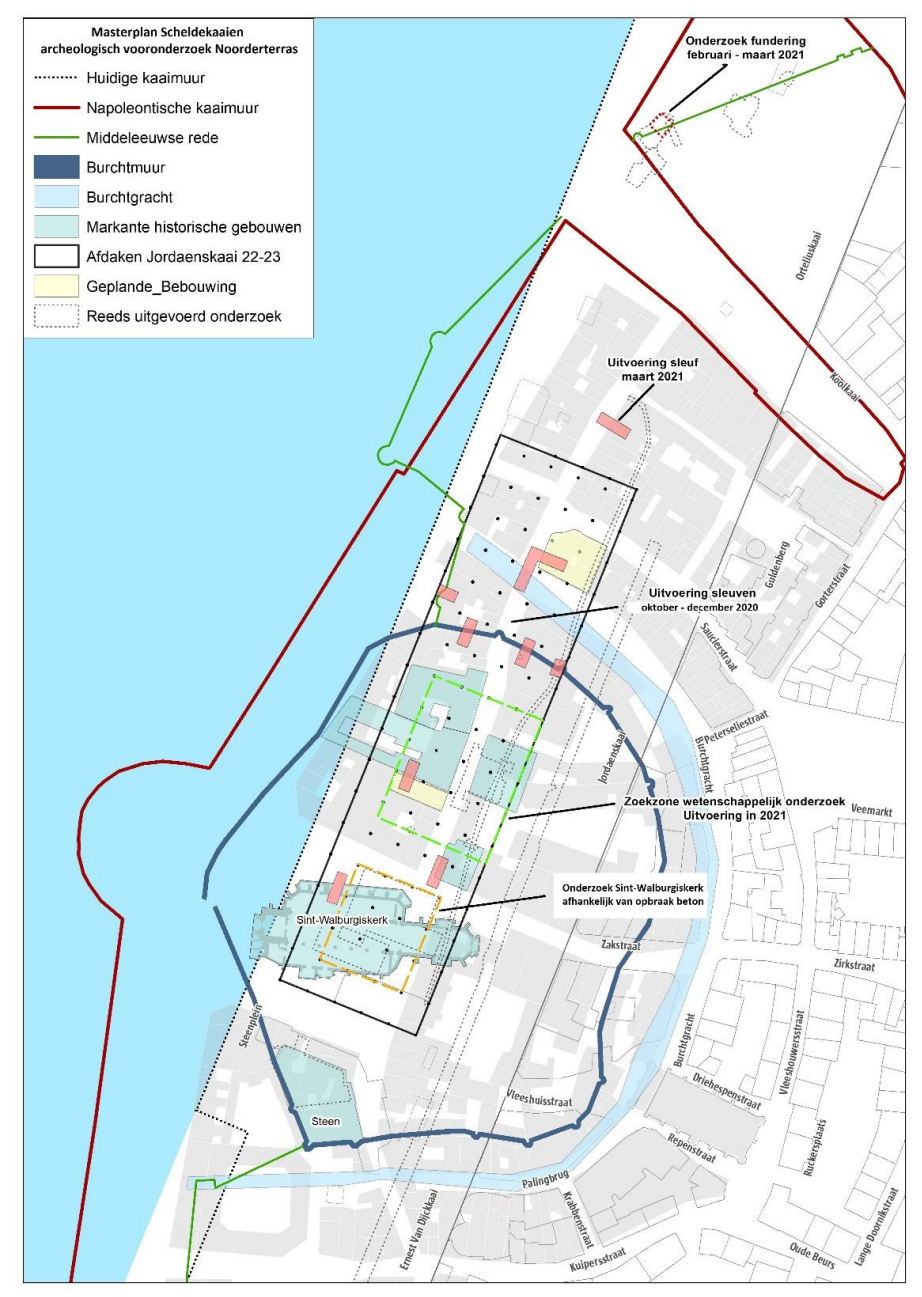 Masterplan Scheldekaaien
archeologisch vooronderzoek Noorderterras
Huidige kaaimuur
Napoleontische kaaimuur
Middeleeuwse rede
Burchtmuur
Burchtgracht
Markante historische gebouwen
Afdaken Jordaenskaai 22-23
Geplande_Bebouwing
Reeds uitgevoerd onderzoek
Onderzoek fundering
februari - maart 2021
Orteliuskaai
Uitvoering sleuf
maart 2021
Koolkaai
Guldenberg
Gorterstraat
Uitvoering sleuven
oktober - december 2020
Saucierstraat
Peterseliestraat
Burchtgracht
Jordaenskaai
Zoekzone wetenschappelijk onderzoek
Uitvoering in 2021
Veemarkt
Onderzoek Sint-Walburgiskerk
afhankelijk van opbraak beton
Sint-Walburgiskerk
Zakstraat
Zirkstraat
Steenplein
Burchtgracht
Vleeshouwersstraat
Driehespenstraat
Vleeshuisstraat
Steen
Repenstraat
Ruckersplaats
Palingbrug
Krabbenstraat
Ernest Van Dijckkaai
Kuipersstraat
Oude Beurs
Lange Doornikstraat